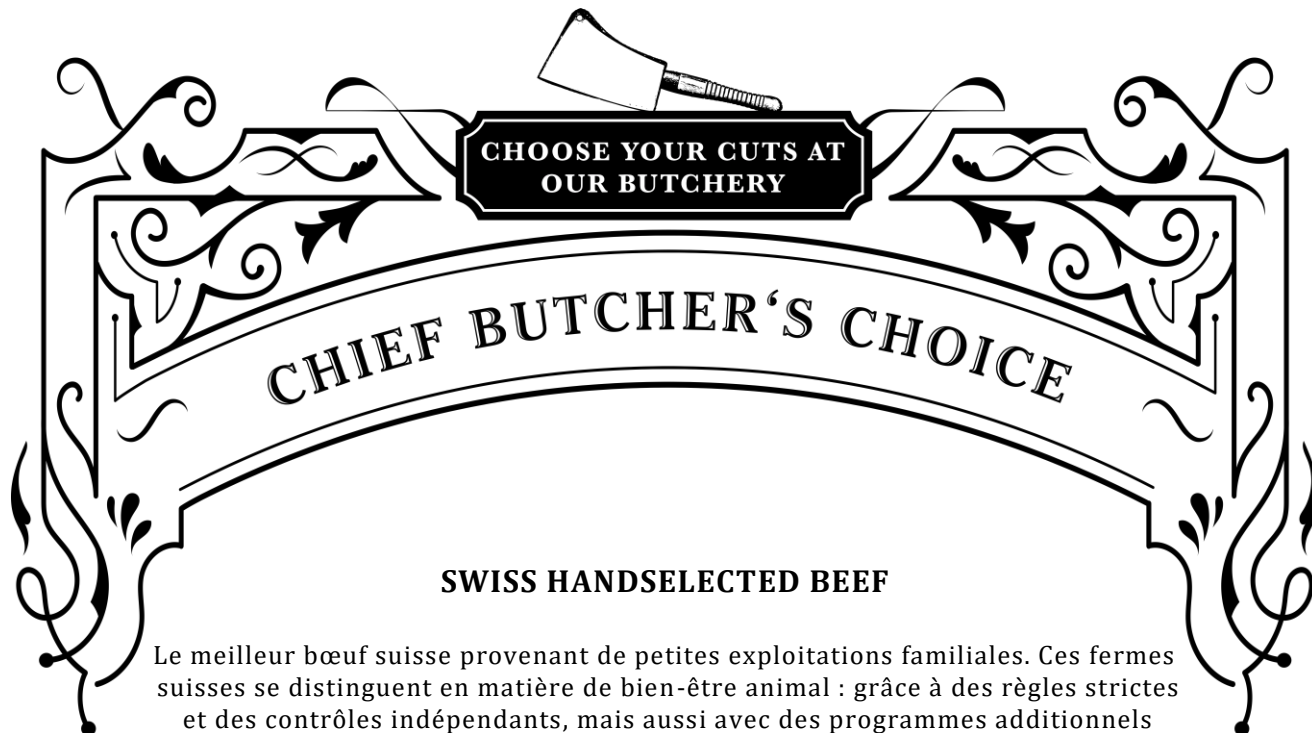 CHOOSE YOUR CUTS AT
OUR BUTCHERY
CHIEF BUTCHER‘S CHOICE
SWISS HANDSELECTED BEEF
Le meilleur bœuf suisse provenant de petites exploitations familiales. Ces fermes
suisses se distinguent en matière de bien-être animal : grâce à des règles strictes
et des contrôles indépendants, mais aussi avec des programmes additionnels